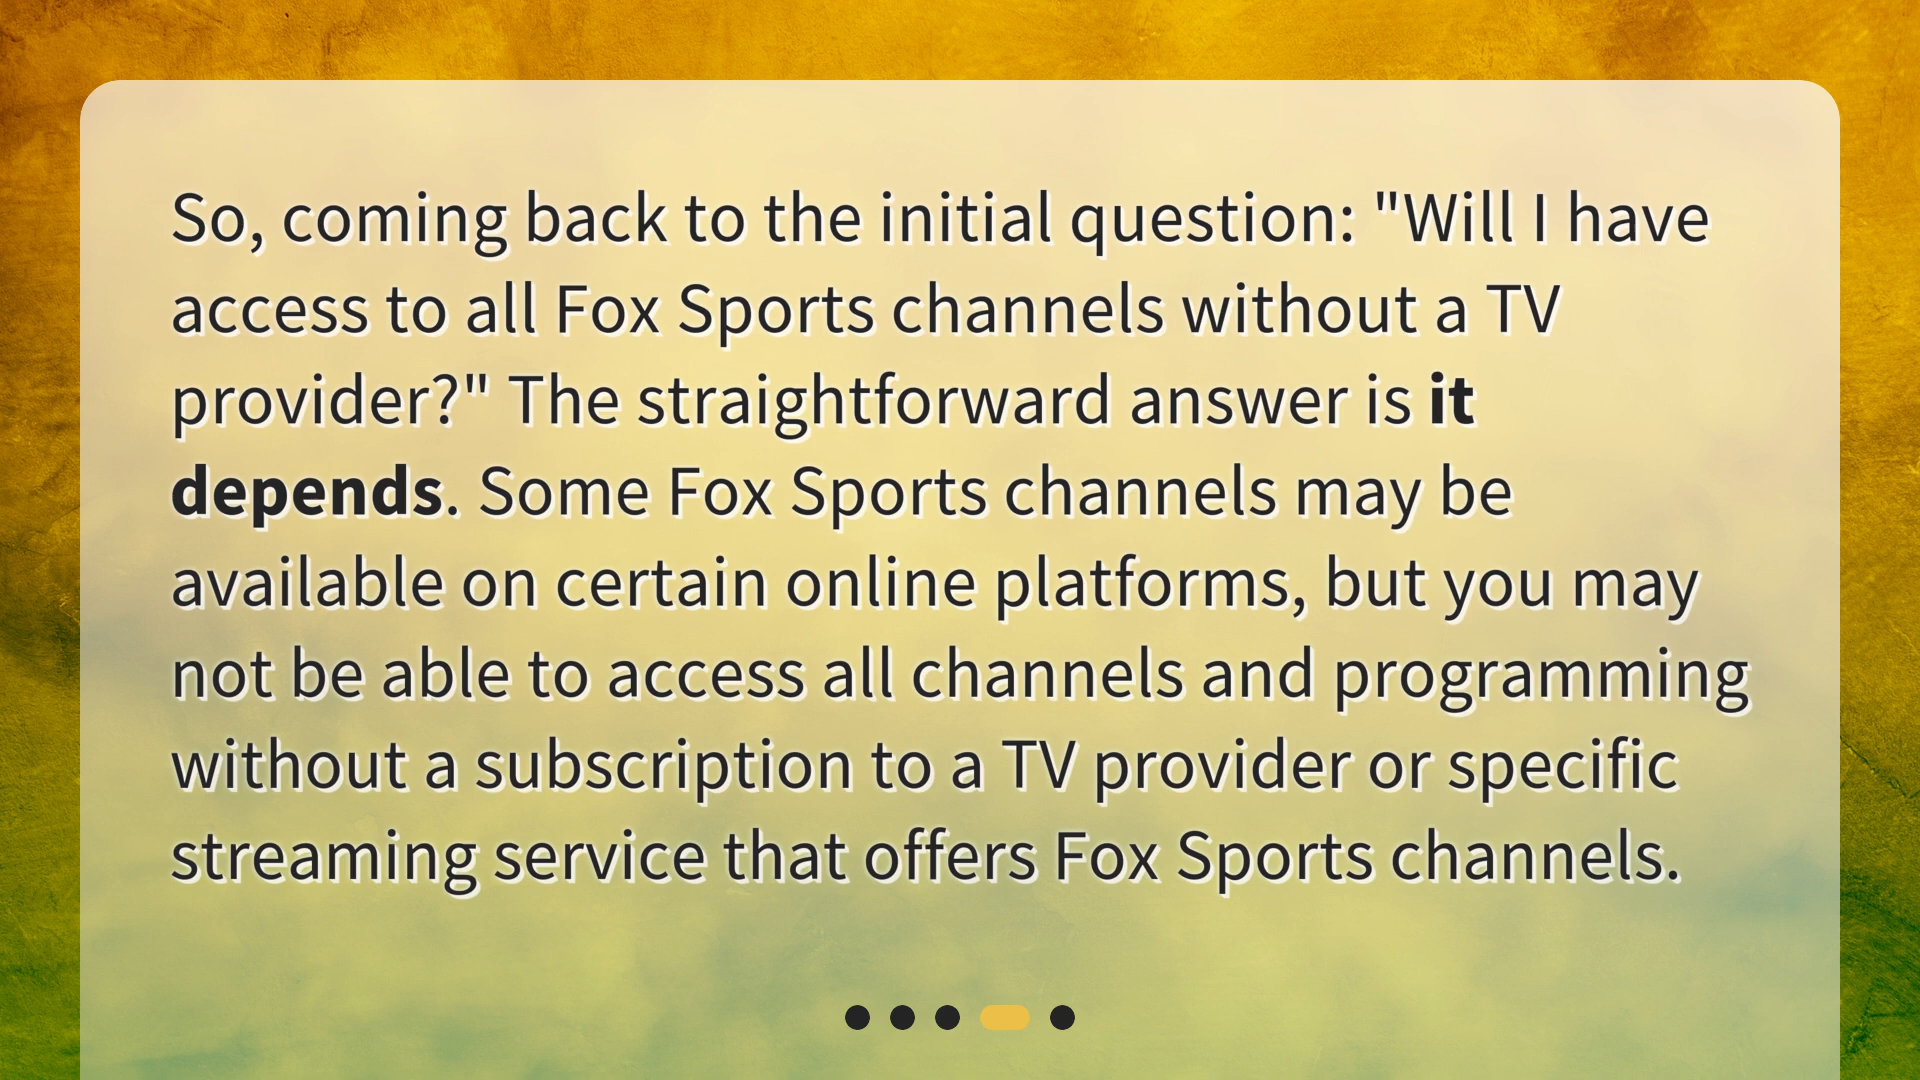 So, coming back to the initial question: "Will I have
access to all Fox Sports channels without a TV
provider?" The straightforward answer is it
depends. Some Fox Sports channels may be
available on certain online platforms, but you may
not be able to access all channels and programming
without a subscription to a TV provider or specific
streaming service that offers Fox Sports channels.